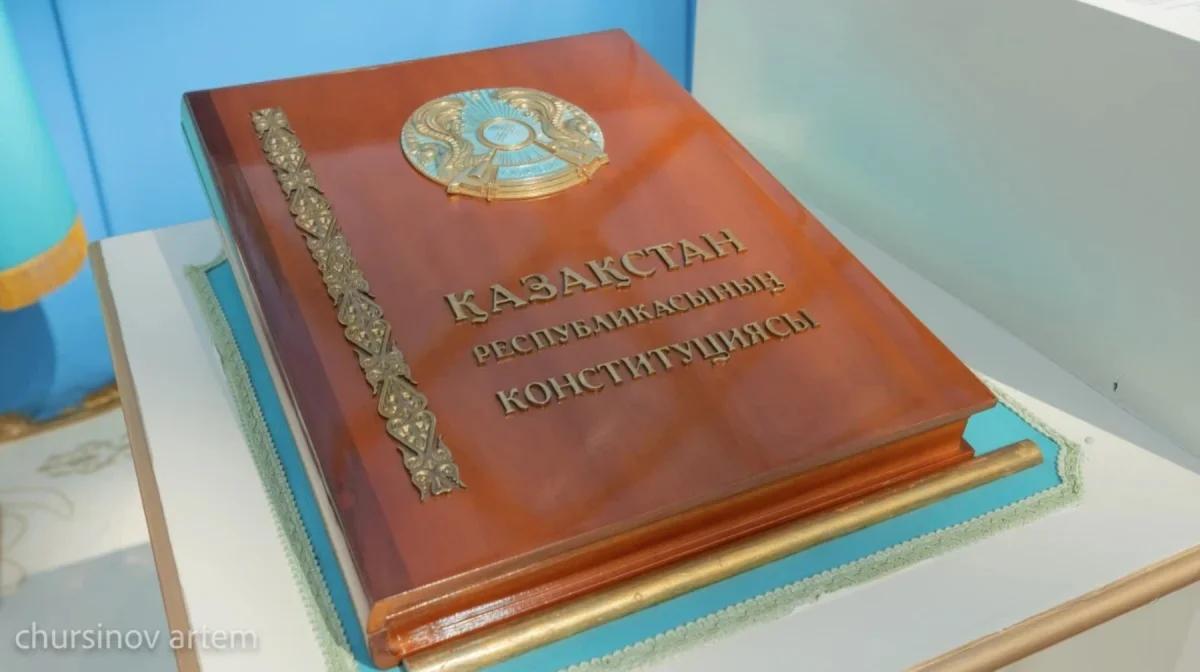 ҚАЗАҚСТАН
РЕСПУБЛИКАСЫНЫҢ
КОНСТИТУЦИЯСЫ
chursinov artem